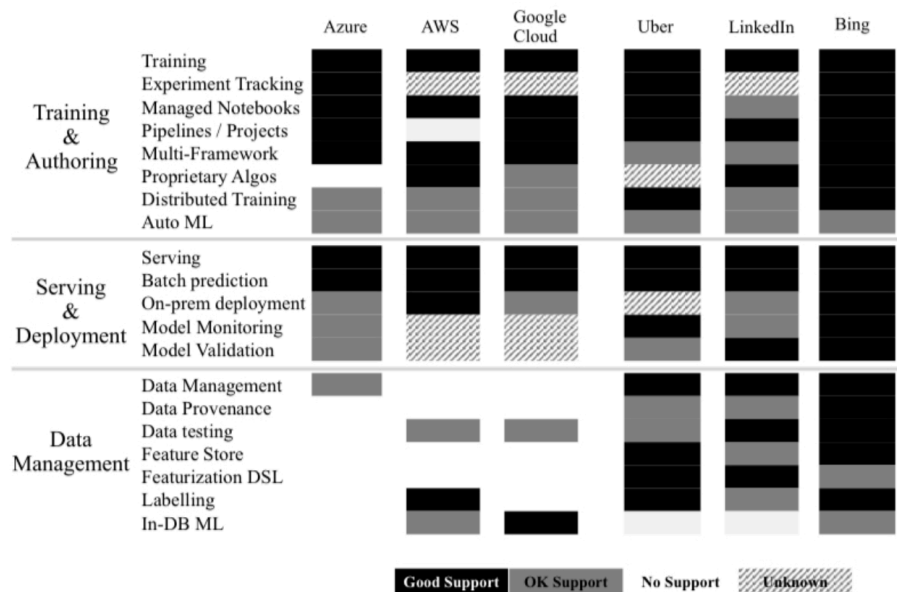 Azure AWS Google Cloud Uber LinkedIn Bing
Training & Authoring
Training
Experiment Tracking
Managed Notebooks
Pipelines / Projects
Multi-Framework
Proprietary Algos
Distributed Training
Auto ML
Serving & Deployment
Serving
Batch prediction
On-prem deployment
Model Monitoring
Model Validation
Data Management
Data Management
Data Provenance
Data testing
Feature Store
Featurization DSL
Labelling
In-DB ML
Good Support OK Support No Support Unknown